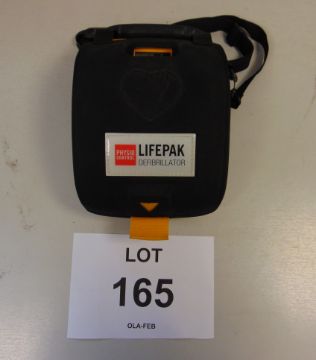 PHYSIO
CONTROL
LIFEPAK
DEFIBRILLATOR
LOT
165
OLA-FEB